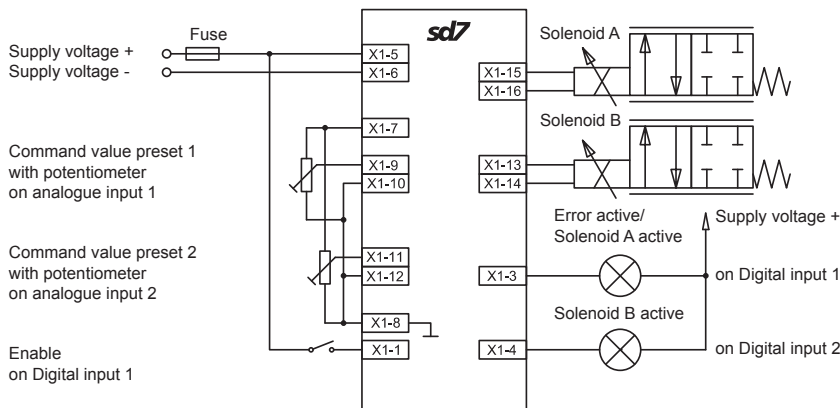 sd7
Fuse
Supply voltage +
Supply voltage -
X1-5
X1-6
X1-7
Command value preset 1
with potentiometer
on analogue input 1
X1-9
X1-10
Command value preset 2
with potentiometer
on analogue input 2
X1-11
X1-12
X1-8
Enable
on Digital input 1
X1-1
Solenoid A
X1-15
X1-16
Solenoid B
X1-13
X1-14
Error active/
Solenoid A active
Supply voltage +
X1-3
on Digital input 1
Solenoid B active
X1-4
on Digital input 2